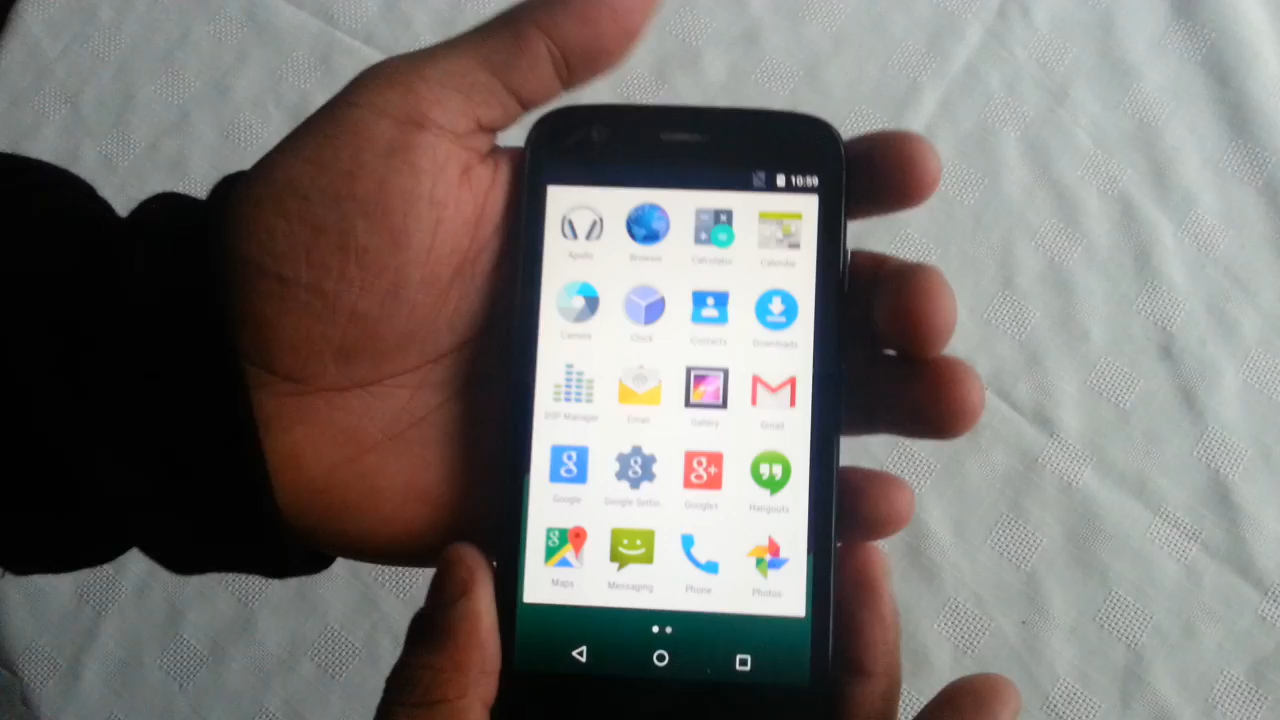 10:59
Apollo Browser Calculator Calendar
Camera Clock Contacts Downloads
DSP Manager Email Gallery Gmail
Google Google Settin.. Google+ Hangouts
Maps Messaging Phone Photos